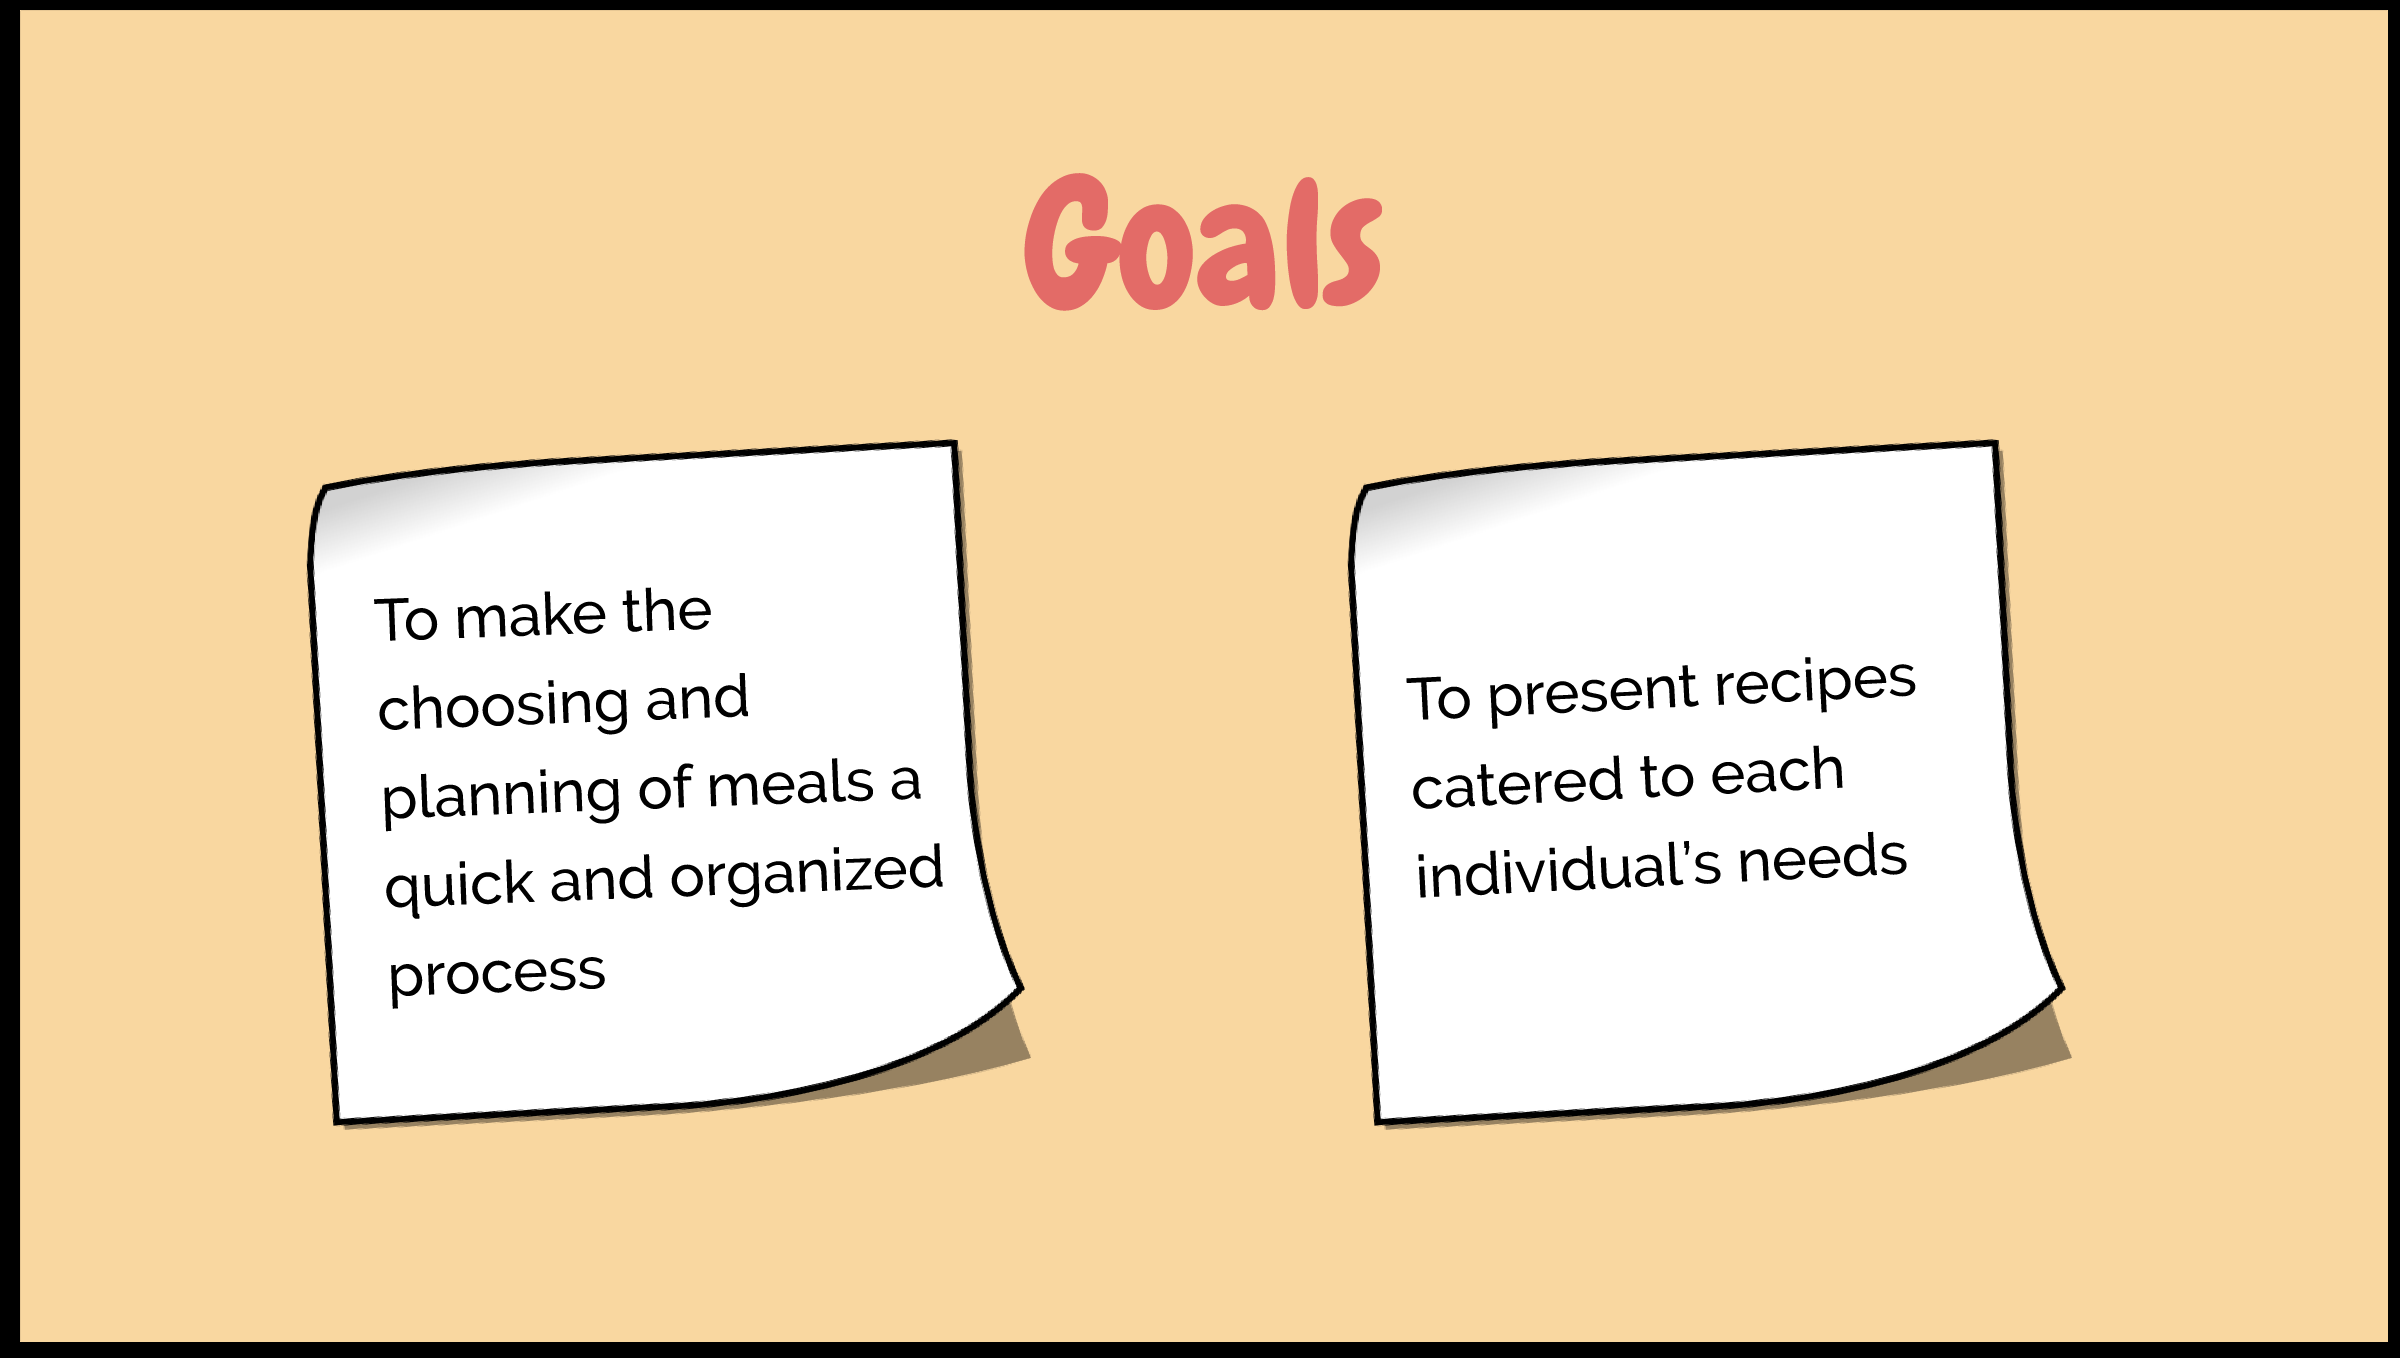 Goals
To make the
choosing and
planning of meals a
quick and organized
process
To present recipes
catered to each
individual’s needs